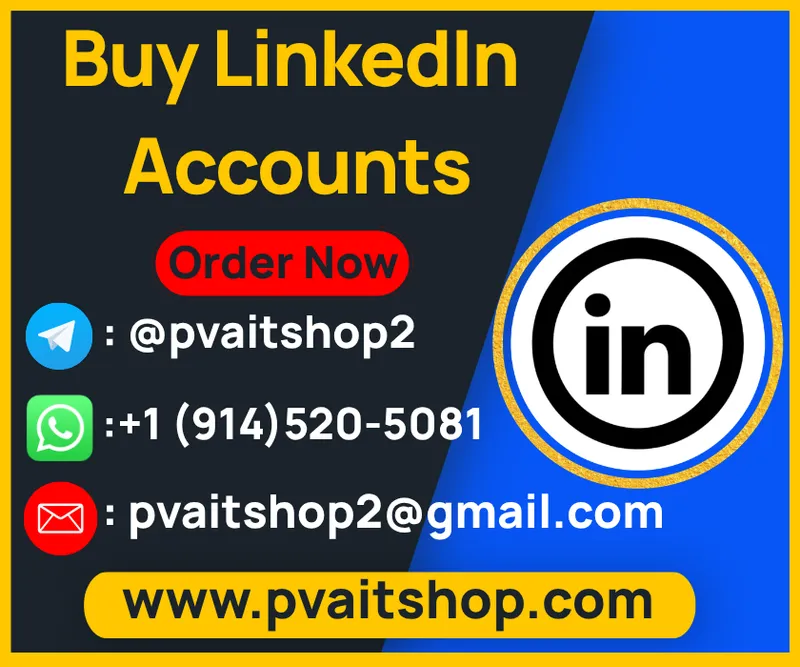 Buy LinkedIn
Accounts
Order Now
: @pvaitshop2
:+1 (914)520-5081
: pvaitshop2@gmail.com
www.pvaitshop.com
in